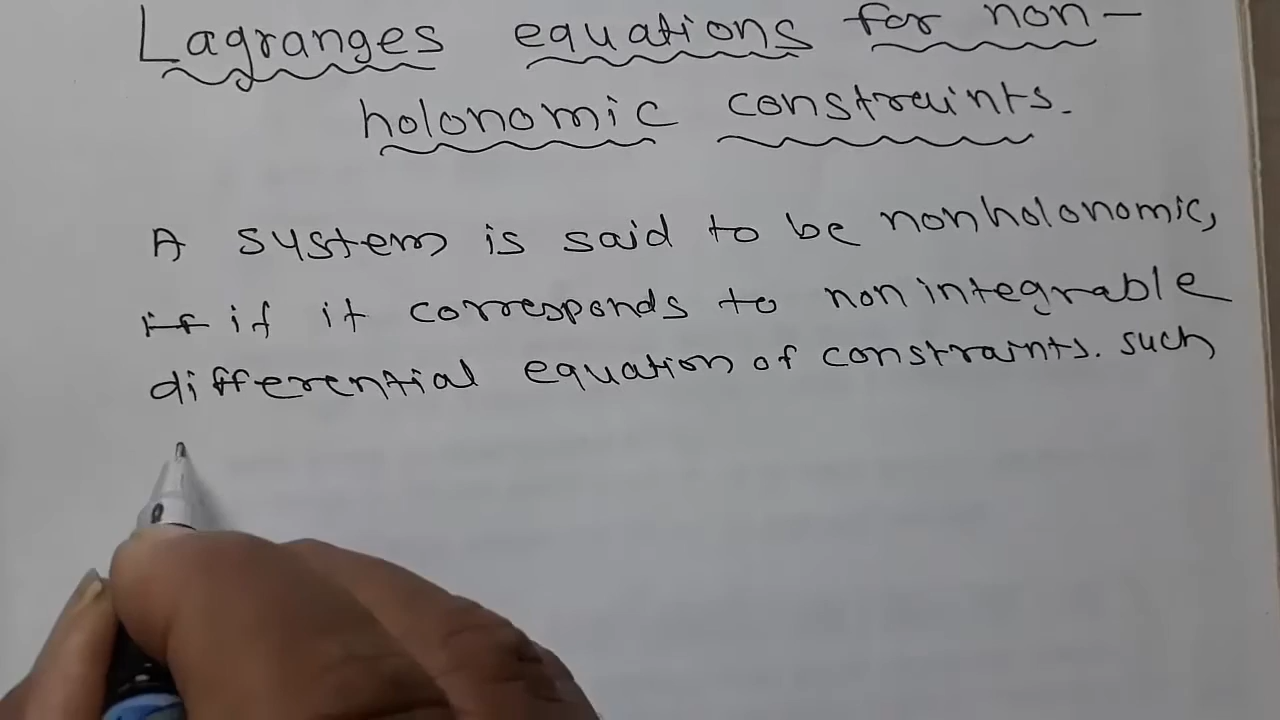 Lagranges equations for non-
holonomic constraints.
A system is said to be nonholonomic,
if if it corresponds to non integrable
differential equation of constraints. such